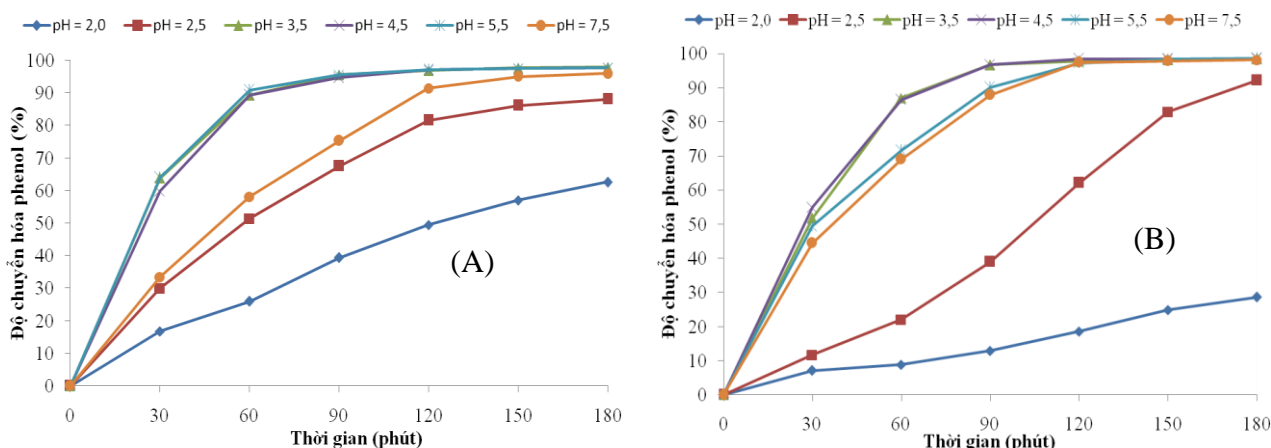 pH = 2,0 pH = 2,5 pH = 3,5 pH = 4,5 pH = 5,5 pH = 7,5
100
90
80
70
60
50
40
30
20
10
0
Độ chuyển hóa phenol (%)
(A)
0 30 60 90 120 150 180
Thời gian (phút)
pH = 2,0 pH = 2,5 pH = 3,5 pH = 4,5 pH = 5,5 pH = 7,5
100
90
80
70
60
50
40
30
20
10
0
Độ chuyển hóa phenol (%)
(B)
0 30 60 90 120 150 180
Thời gian (phút)